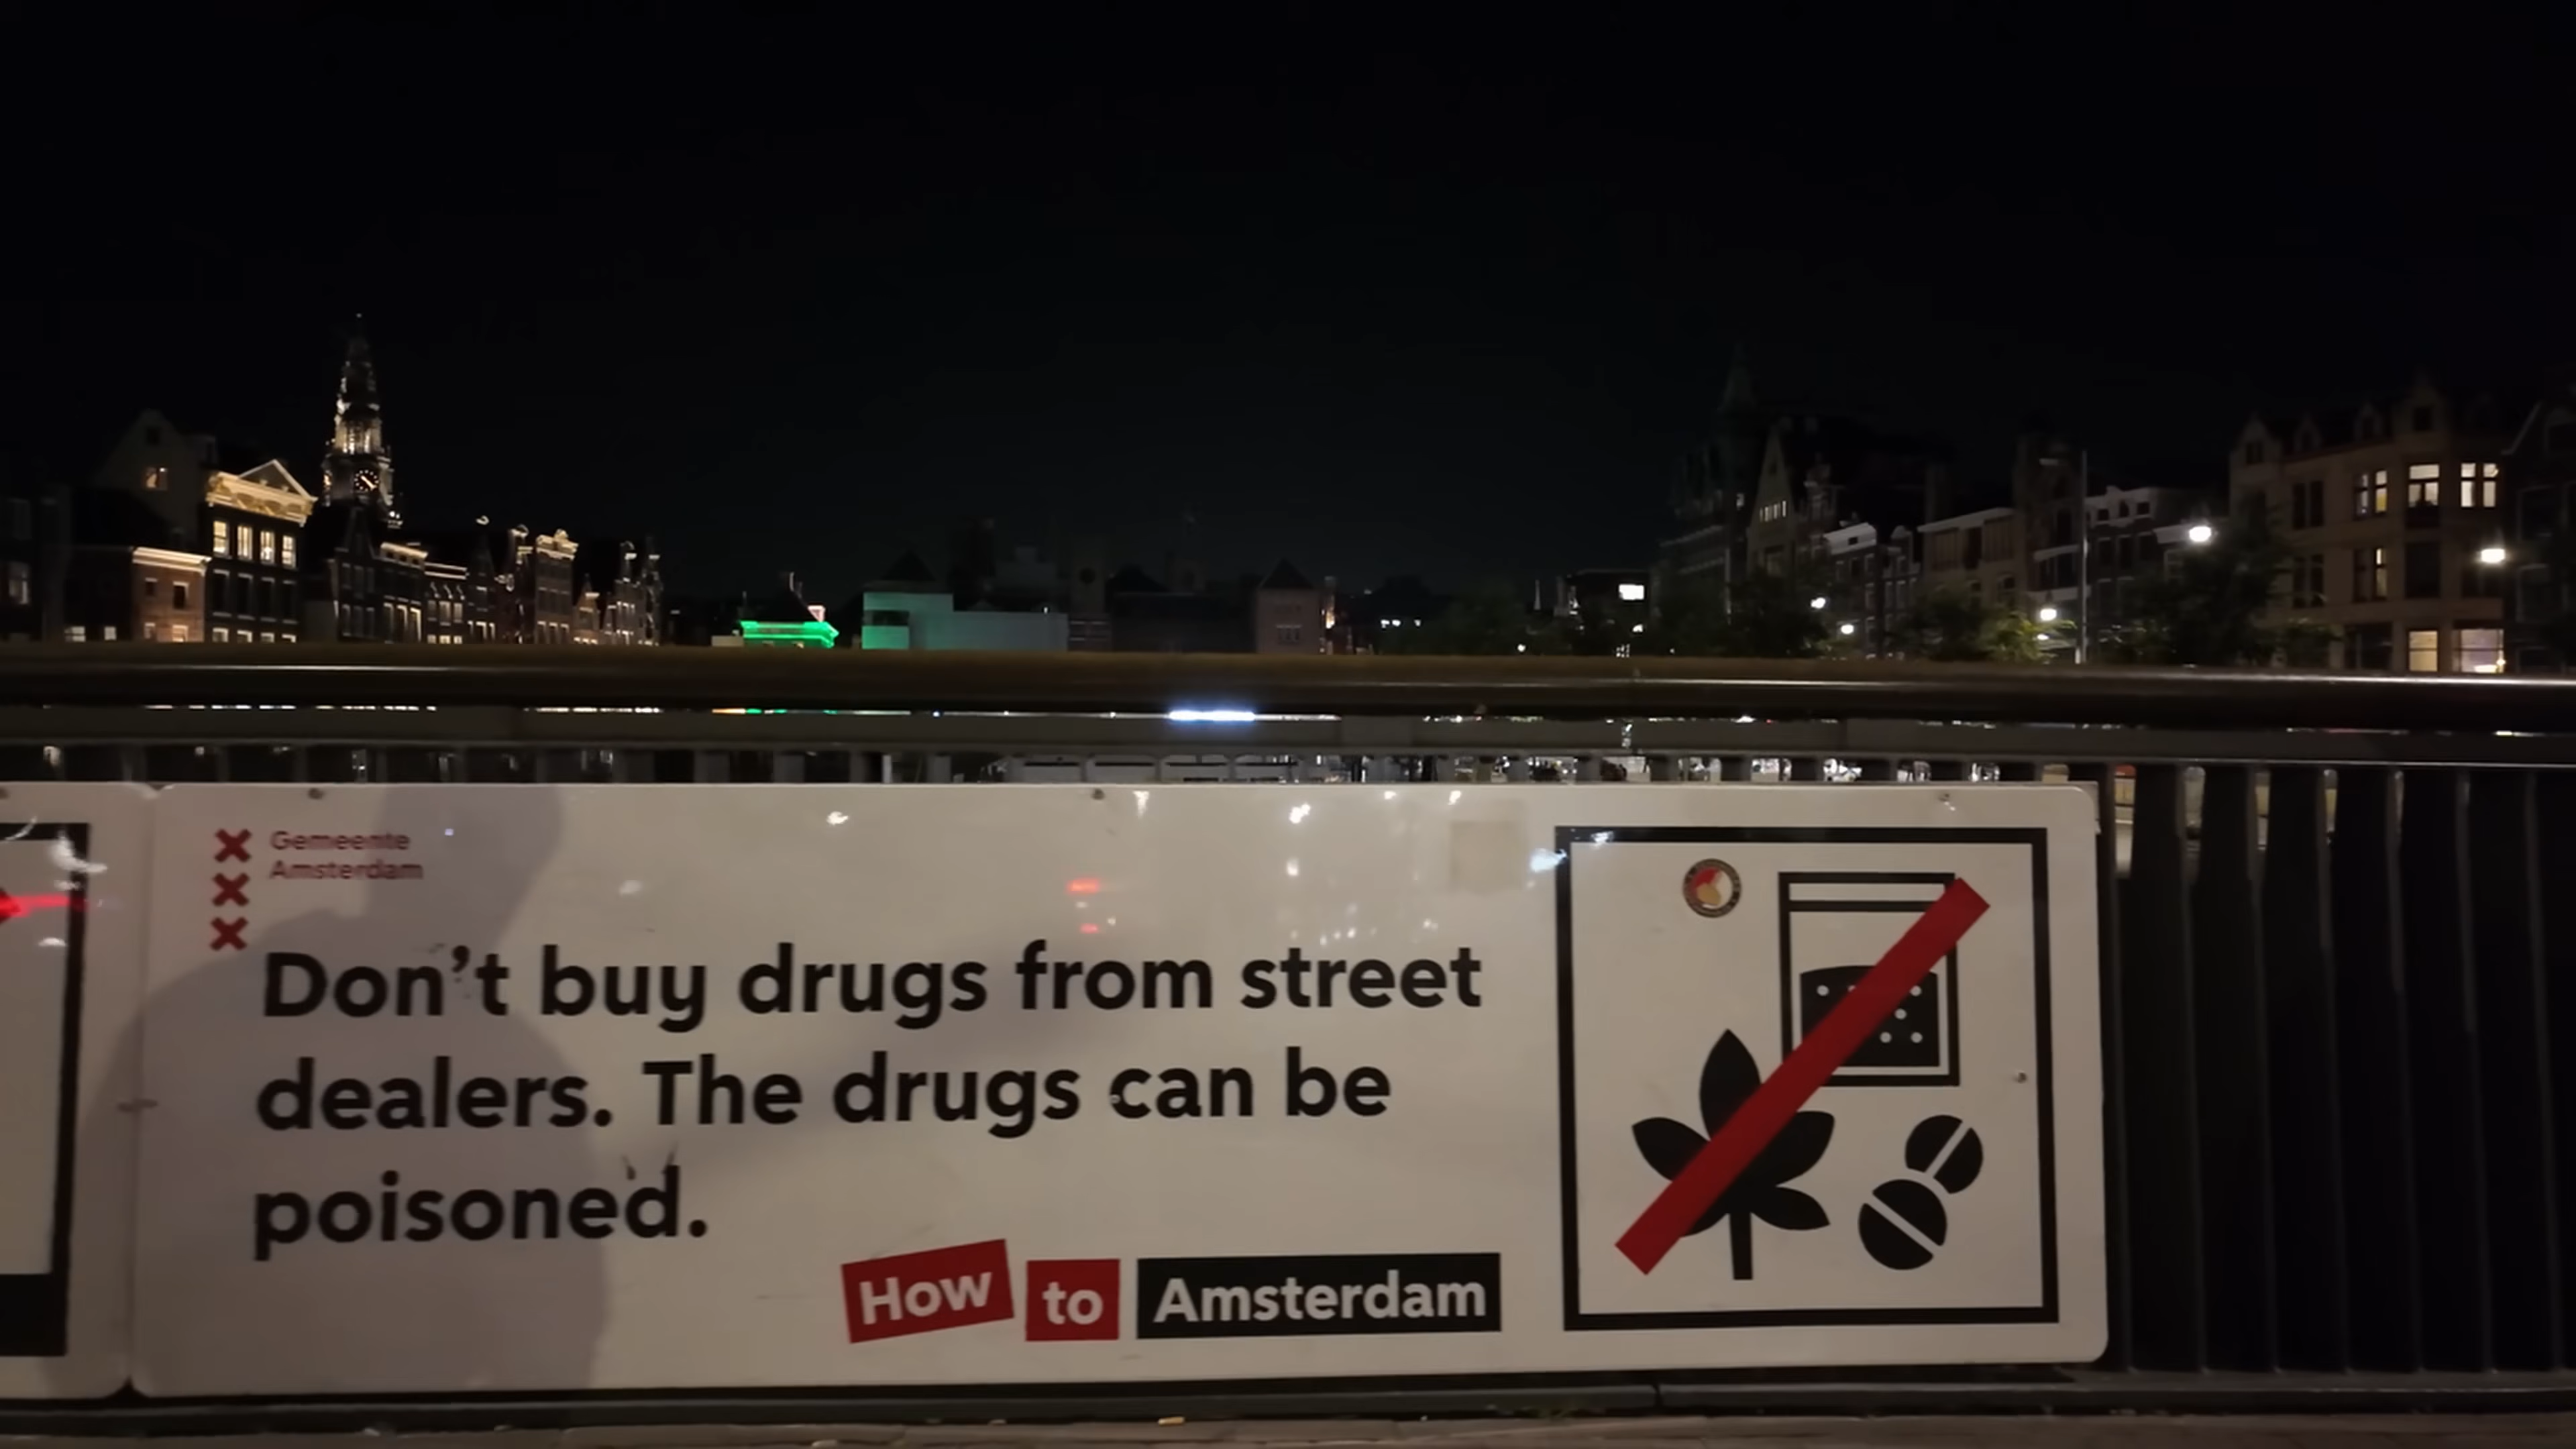 Gemeente
Amsterdam
Don't buy drugs from street
dealers. The drugs can be
poisoned.
How to Amsterdam